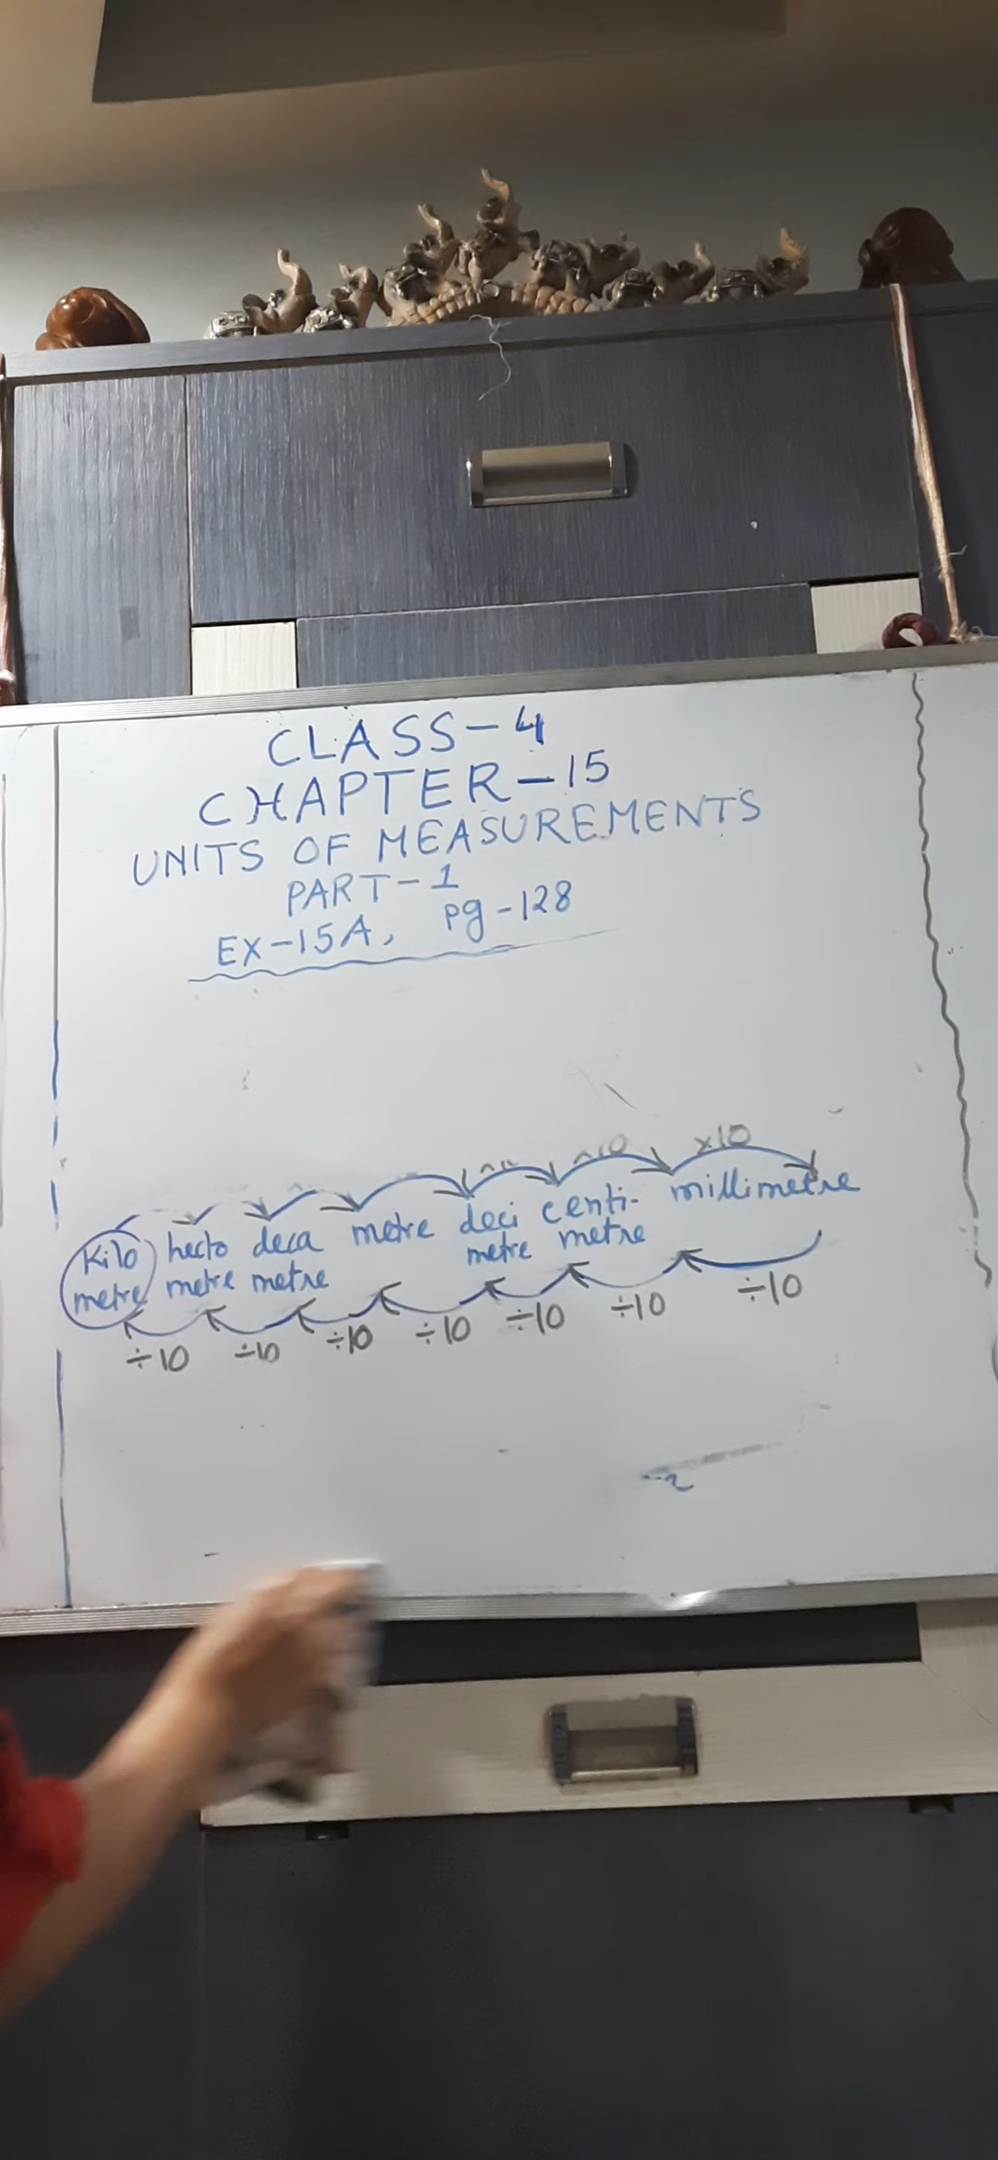 CLASS-4
CHAPTER-15
UNITS OF MEASUREMENTS
PART-1
EX-15A, pg-128
×10 ×10
Kilo hecto deca metre deci centi- millimetre
metre metre metre metre metre
÷10 ÷10 ÷10 ÷10 ÷10 ÷10 ÷10